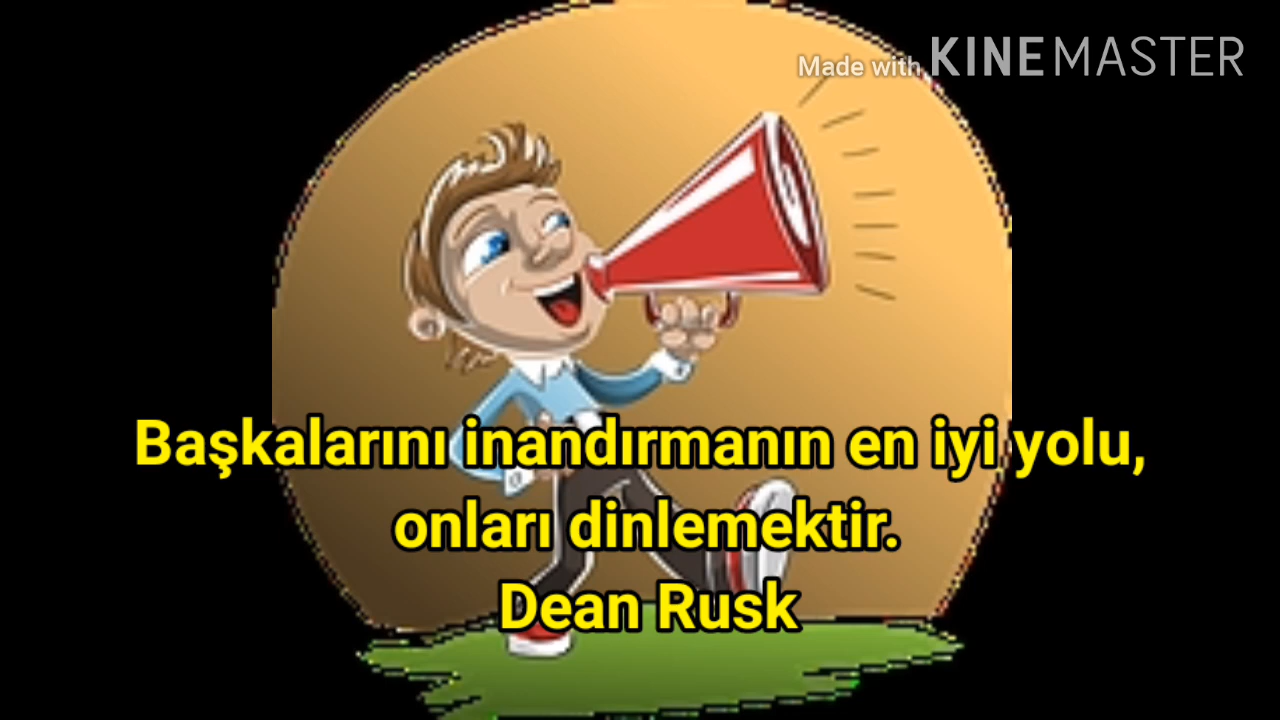 Made with KINEMASTER
Başkalarını inandırmanın en iyi yolu,
onları dinlemektir.
Dean Rusk